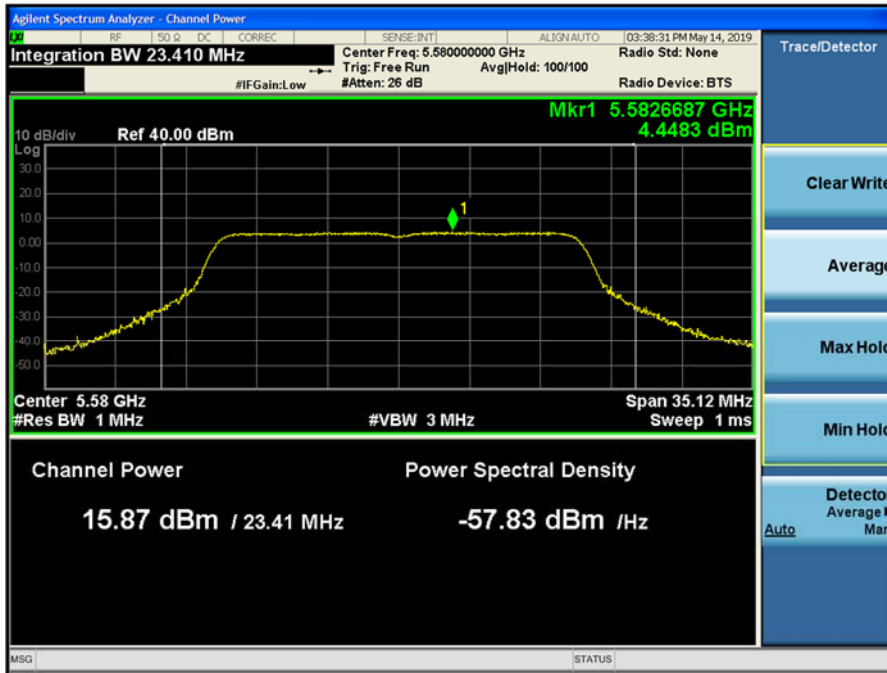 Agilent Spectrum Analyzer - Channel Power
LXI RF 50 Ω DC CORREC SENSE:INT ALIGN AUTO 03:38:31 PM May 14, 2019
Integration BW 23.410 MHz
Center Freq: 5.580000000 GHz
Radio Std: None
Trig: Free Run Avg|Hold: 100/100
#IFGain:Low #Atten: 26 dB Radio Device: BTS
Mkr1 5.5826687 GHz
4.4483 dBm
10 dB/div Ref 40.00 dBm
Log
30.0
20.0
10.0
0.00
-10.0
-20.0
-30.0
-40.0
-50.0
1
Center 5.58 GHz Span 35.12 MHz
#Res BW 1 MHz #VBW 3 MHz Sweep 1 ms
Channel Power Power Spectral Density
15.87 dBm / 23.41 MHz -57.83 dBm /Hz
MSG STATUS
Trace/Detector
Clear Write
Average
Max Hold
Min Hold
Detector
Average
Auto Man